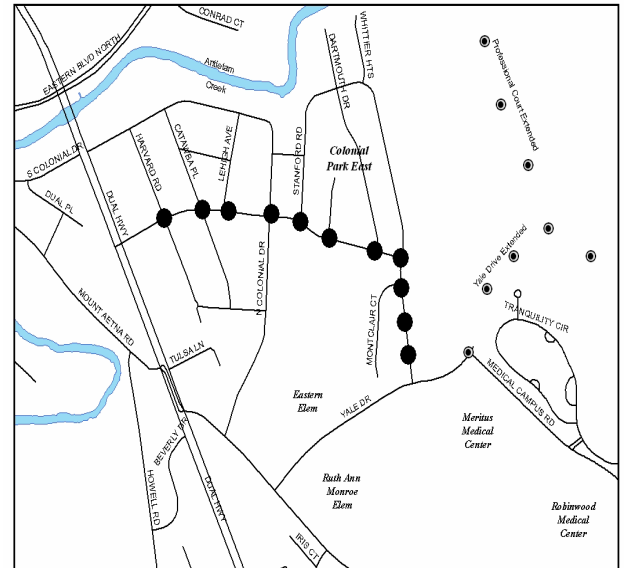 CONRAD CT
EASTERN BLVD NORTH
Antietam
Creek
WHITTIER HTS
DARTMOUTH DR
Professional Court Extended
S COLONIAL DR
HARVARD RD
CATAWBA PL
LEHIGH AVE
STANFORD RD
Colonial
Park East
DUAL PL
DUAL HWY
COLONIAL DR
2
Yale Drive Extended
MOUNT AETNA RD
TULSA LN
MONTCLAIR CT
TRANQUILITY CIR
MEDICAL CAMPUS RD
Eastern
Elem
YALE DR
Meritus
Medical
Center
BEVERLY DR
HOWELL RD
DUAL HWY
Ruth Ann
Monroe
Elem
Robinwood
Medical
Center
IRIS CT